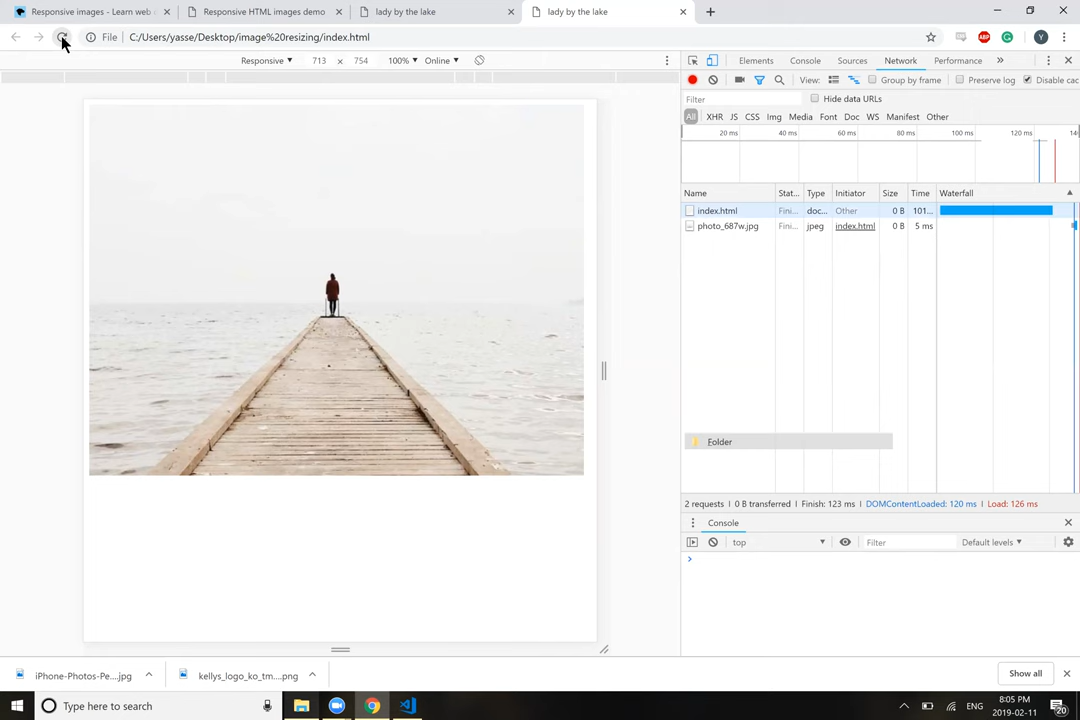 Responsive images - Learn web
Responsive HTML images demo
lady by the lake
lady by the lake
File
C:/Users/yasse/Desktop/image%20resizing/index.html
Y
Responsive
713
754
100%
Online
Elements
Console
Sources
Network
Performance
View:
Group by frame
Preserve log
Disable cac
Filter
Hide data URLs
All
XHR
JS
CSS
Img
Media
Font
Doc
WS
Manifest
Other
20 ms
40 ms
60 ms
80 ms
100 ms
120 ms
14
Name
Stat...
Type
Initiator
Size
Time
Waterfall
index.html
Fini...
doc...
Other
0 B
101...
photo_687w.jpg
Fini...
jpeg
index.html
0 B
5 ms
Folder
2 requests | 0 B transferred | Finish: 123 ms | DOMContentLoaded: 120 ms | Load: 126 ms
Console
top
Filter
Default levels
iPhone-Photos-Pe....jpg
kellys_logo_ko_tm....png
Show all
Type here to search
ENG
8:05 PM
2019-02-11
20